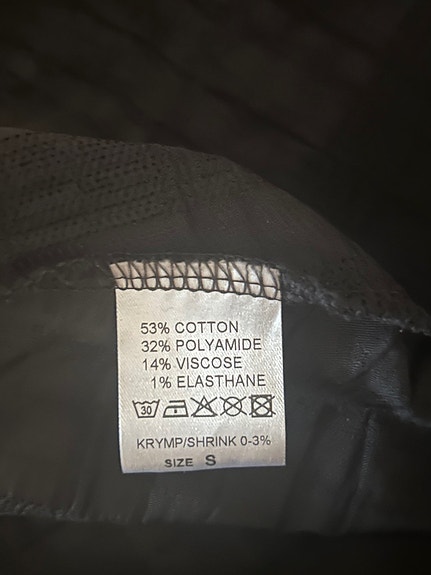 53% COTTON
32% POLYAMIDE
14% VISCOSE
1% ELASTHANE
30
KRYMP/SHRINK 0-3%
SIZE S